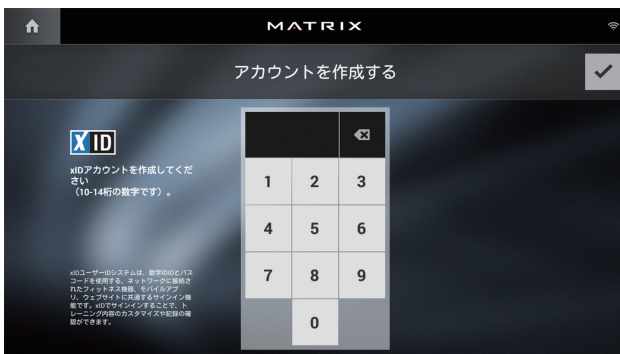 MATRIX
アカウントを作成する
X ID
xIDアカウントを作成してくだ
さい
(10-14桁の数字です)。
1 2 3
4 5 6
7 8 9
0
xIDユーザーIDシステムは、数字のIDとパス
コードを使用する、ネットワークに接続さ
れたフィットネス機器、モバイルアプ
リ、ウェブサイトに共通するサインイン機
能です。xIDでサインインすることで、ト
レーニング内容のカスタマイズや記録の確
認ができます。